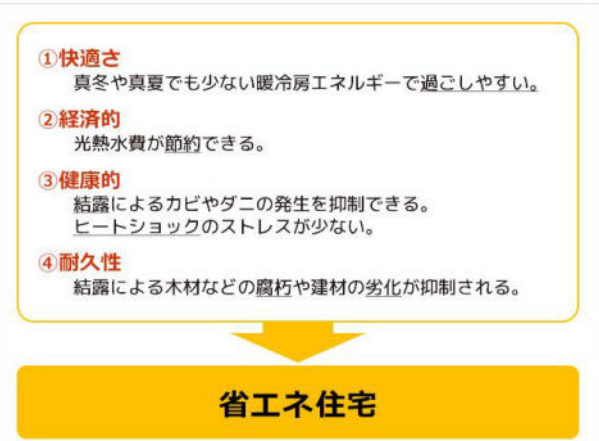 ①快適さ
真冬や真夏でも少ない暖冷房エネルギーで過ごしやすい。
②経済的
光熱水費が節約できる。
③健康的
結露によるカビやダニの発生を抑制できる。
ヒートショックのストレスが少ない。
④耐久性
結露による木材などの腐朽や建材の劣化が抑制される。
省エネ住宅